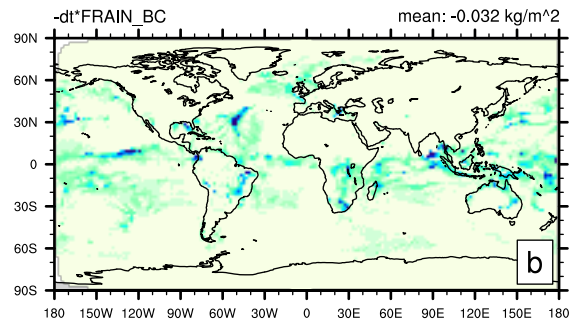 -dt*FRAIN_BC mean: -0.032 kg/m^2
90N
60N
30N
0
30S
60S
90S
b
180 150W 120W 90W 60W 30W 0 30E 60E 90E 120E 150E 180